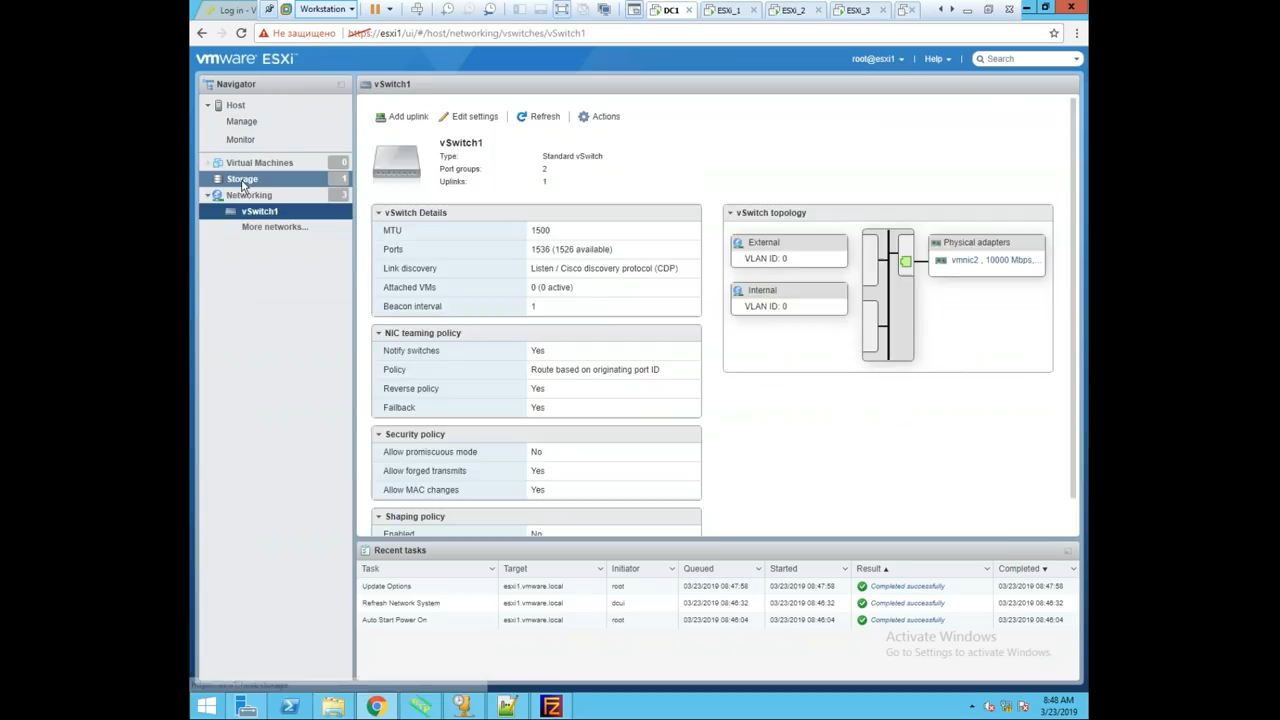 Log in - V
Workstation
DC1
ESXi_1
ESXi_2
ESXi_3
Не защищено
https://esxi1/ui/#/host/networking/vswitches/vSwitch1
vmware ESXi™
root@esxi1
Help
Search
Navigator
Host
Manage
Monitor
Virtual Machines
0
Storage
1
Networking
3
vSwitch1
More networks...
vSwitch1
Add uplink
Edit settings
Refresh
Actions
vSwitch1
Type: Standard vSwitch
Port groups: 2
Uplinks: 1
vSwitch Details
MTU 1500
Ports 1536 (1526 available)
Link discovery Listen / Cisco discovery protocol (CDP)
Attached VMs 0 (0 active)
Beacon interval 1
NIC teaming policy
Notify switches Yes
Policy Route based on originating port ID
Reverse policy Yes
Failback Yes
Security policy
Allow promiscuous mode No
Allow forged transmits Yes
Allow MAC changes Yes
Shaping policy
Enabled No
vSwitch topology
External
VLAN ID: 0
Internal
VLAN ID: 0
Physical adapters
vmnic2 , 10000 Mbps,...
Recent tasks
Task Target Initiator Queued Started Result Completed
Update Options esxi1.vmware.local root 03/23/2019 08:47:58 03/23/2019 08:47:58 Completed successfully 03/23/2019 08:47:58
Refresh Network System esxi1.vmware.local dcui 03/23/2019 08:46:32 03/23/2019 08:46:32 Completed successfully 03/23/2019 08:46:32
Auto Start Power On esxi1.vmware.local root 03/23/2019 08:46:04 03/23/2019 08:46:04 Completed successfully 03/23/2019 08:46:04
Activate Windows
Go to Settings to activate Windows.
8:48 AM
3/23/2019